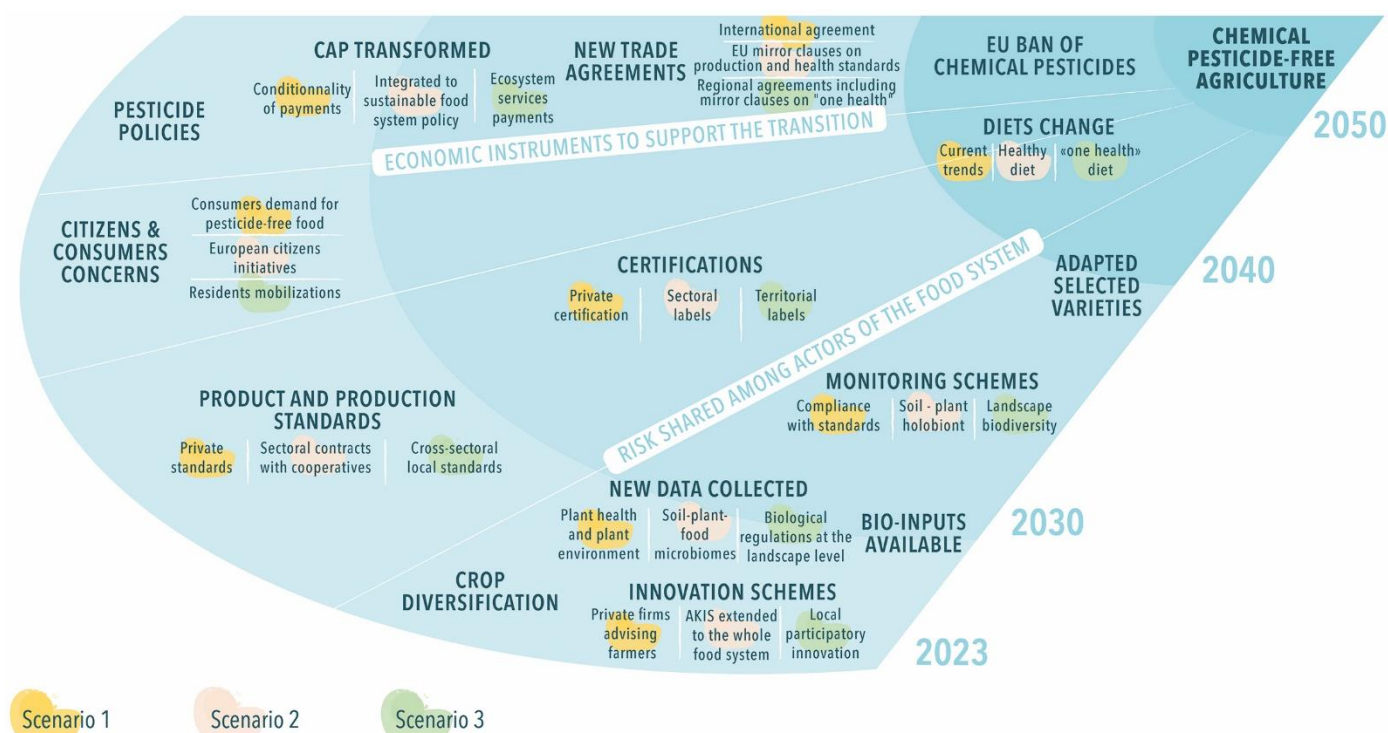 CAP TRANSFORMED
Conditionnality
of payments
Integrated to
sustainable food
system policy
Ecosystem
services
payments
NEW TRADE
AGREEMENTS
International agreement
EU mirror clauses on
production and health standards
Regional agreements including
mirror clauses on "one health"
EU BAN OF
CHEMICAL PESTICIDES
CHEMICAL
PESTICIDE-FREE
AGRICULTURE
2050
PESTICIDE
POLICIES
ECONOMIC INSTRUMENTS TO SUPPORT THE TRANSITION
DIETS CHANGE
Current
trends
Healthy
diet
«one health»
diet
CITIZENS &
CONSUMERS
CONCERNS
Consumers demand for
pesticide-free food
European citizens
initiatives
Residents mobilizations
CERTIFICATIONS
Private
certification
Sectoral
labels
Territorial
labels
RISK SHARED AMONG ACTORS OF THE FOOD SYSTEM
ADAPTED
SELECTED
VARIETIES
2040
PRODUCT AND PRODUCTION
STANDARDS
Private
standards
Sectoral contracts
with cooperatives
Cross-sectoral
local standards
MONITORING SCHEMES
Compliance
with standards
Soil - plant
holobiont
Landscape
biodiversity
NEW DATA COLLECTED
Plant health
and plant
environment
Soil-plant-
food
microbiomes
Biological
regulations at the
landscape level
BIO-INPUTS
AVAILABLE
2030
CROP
DIVERSIFICATION
INNOVATION SCHEMES
Private firms
advising
farmers
AKIS extended
to the whole
food system
Local
participatory
innovation
2023
Scenario 1
Scenario 2
Scenario 3